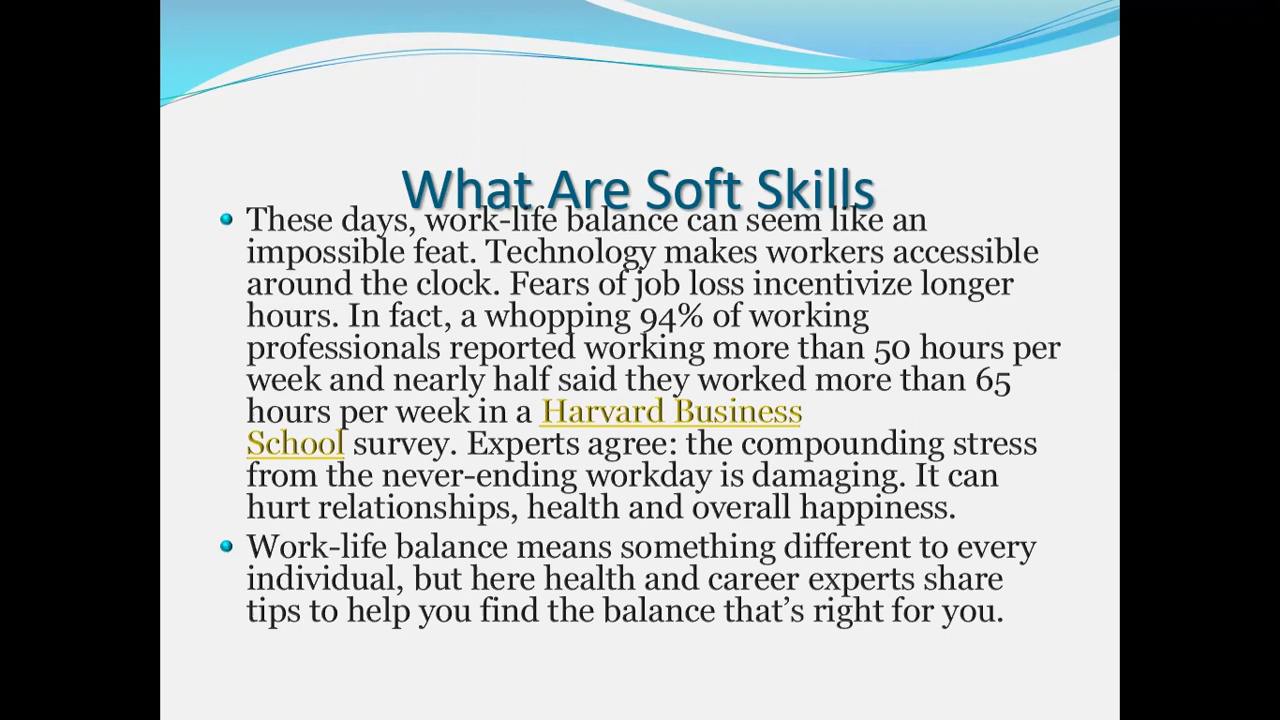 What Are Soft Skills
These days, work-life balance can seem like an
impossible feat. Technology makes workers accessible
around the clock. Fears of job loss incentivize longer
hours. In fact, a whopping 94% of working
professionals reported working more than 50 hours per
week and nearly half said they worked more than 65
hours per week in a Harvard Business
School survey. Experts agree: the compounding stress
from the never-ending workday is damaging. It can
hurt relationships, health and overall happiness.
Work-life balance means something different to every
individual, but here health and career experts share
tips to help you find the balance that’s right for you.